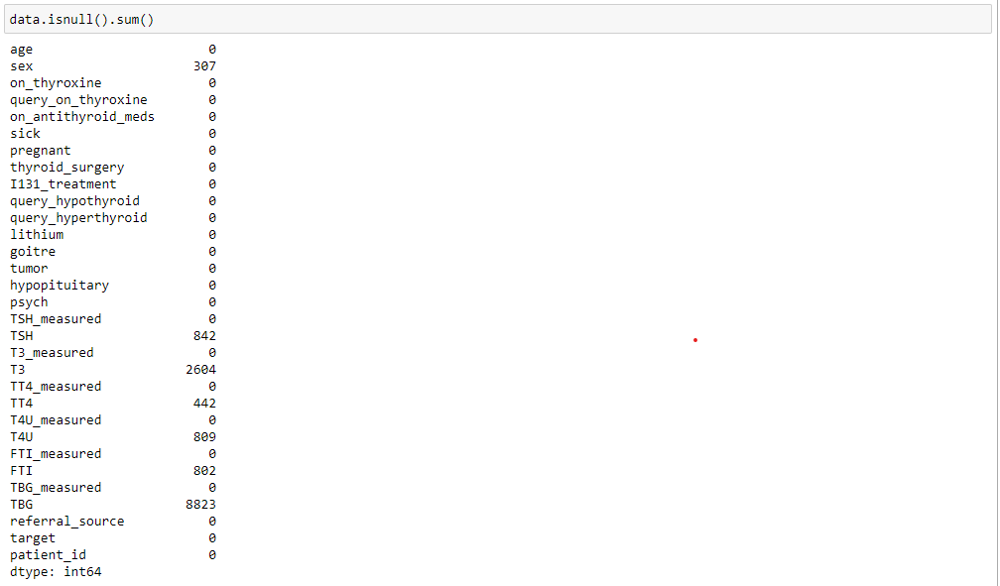 data.isnull().sum()
age 0
sex 307
on_thyroxine 0
query_on_thyroxine 0
on_antithyroid_meds 0
sick 0
pregnant 0
thyroid_surgery 0
I131_treatment 0
query_hypothyroid 0
query_hyperthyroid 0
lithium 0
goitre 0
tumor 0
hypopituitary 0
psych 0
TSH_measured 0
TSH 842
T3_measured 0
T3 2604
TT4_measured 0
TT4 442
T4U_measured 0
T4U 809
FTI_measured 0
FTI 802
TBG_measured 0
TBG 8823
referral_source 0
target 0
patient_id 0
dtype: int64